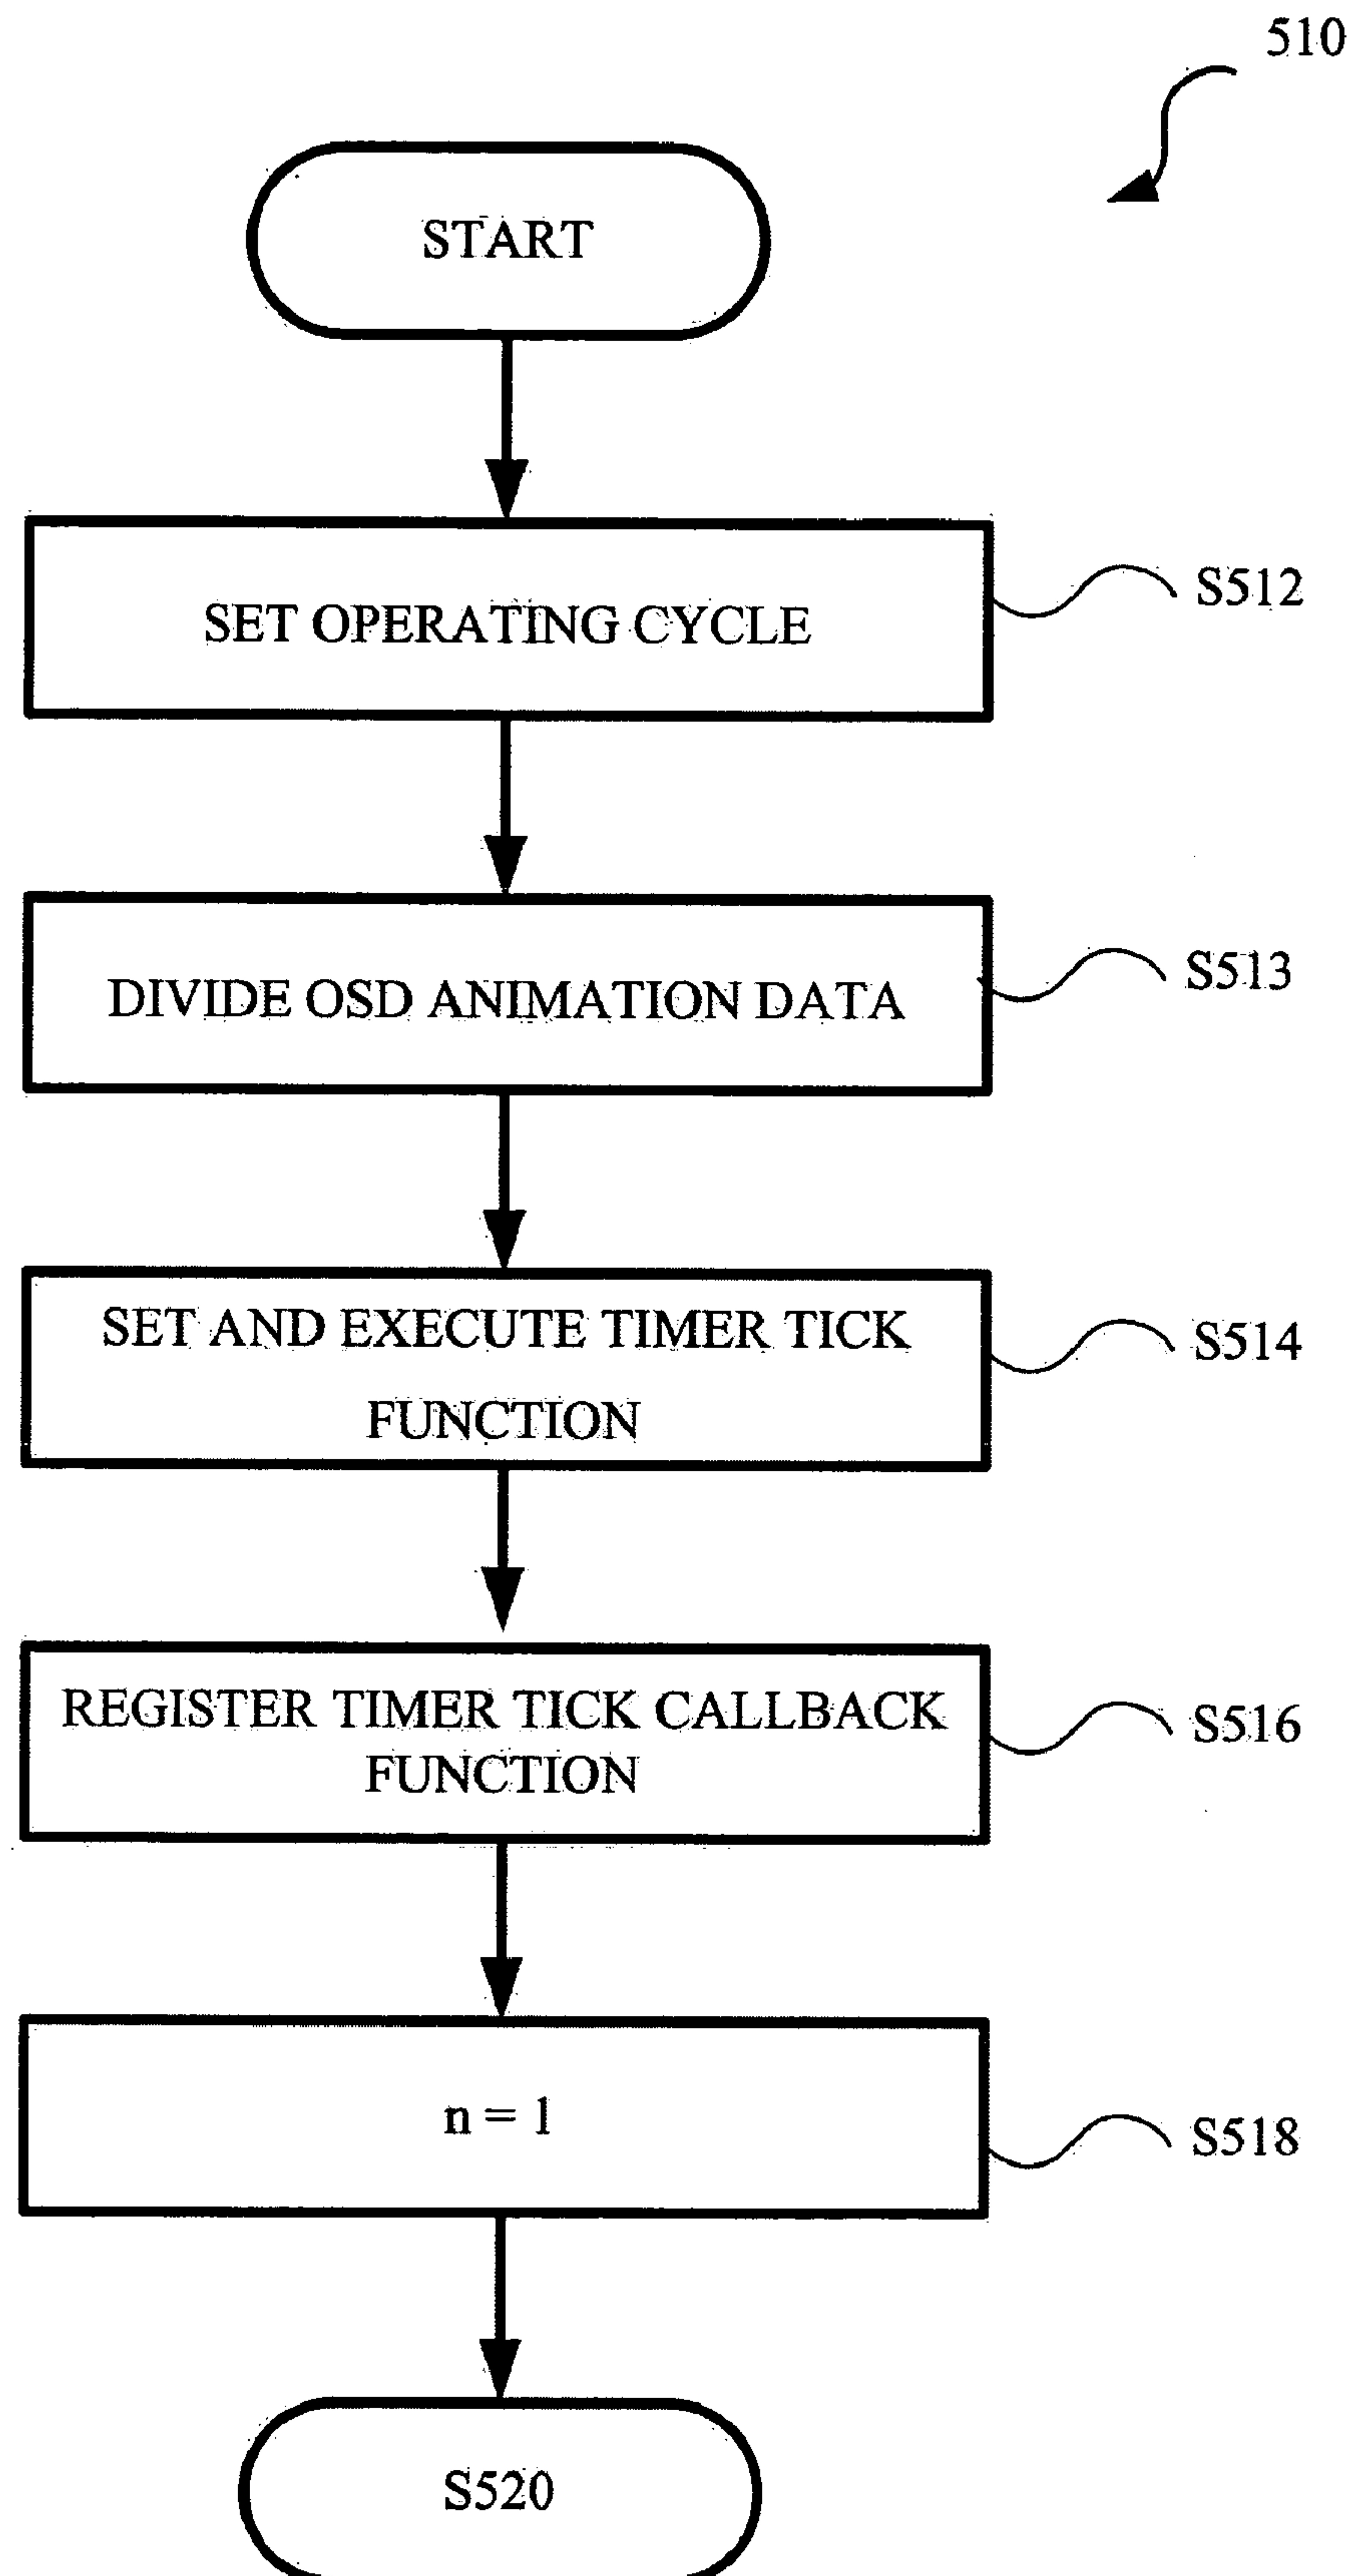 510
START
SET OPERATING CYCLE
S512
DIVIDE OSD ANIMATION DATA
S513
SET AND EXECUTE TIMER TICK
FUNCTION
S514
REGISTER TIMER TICK CALLBACK
FUNCTION
S516
n = 1
S518
S520